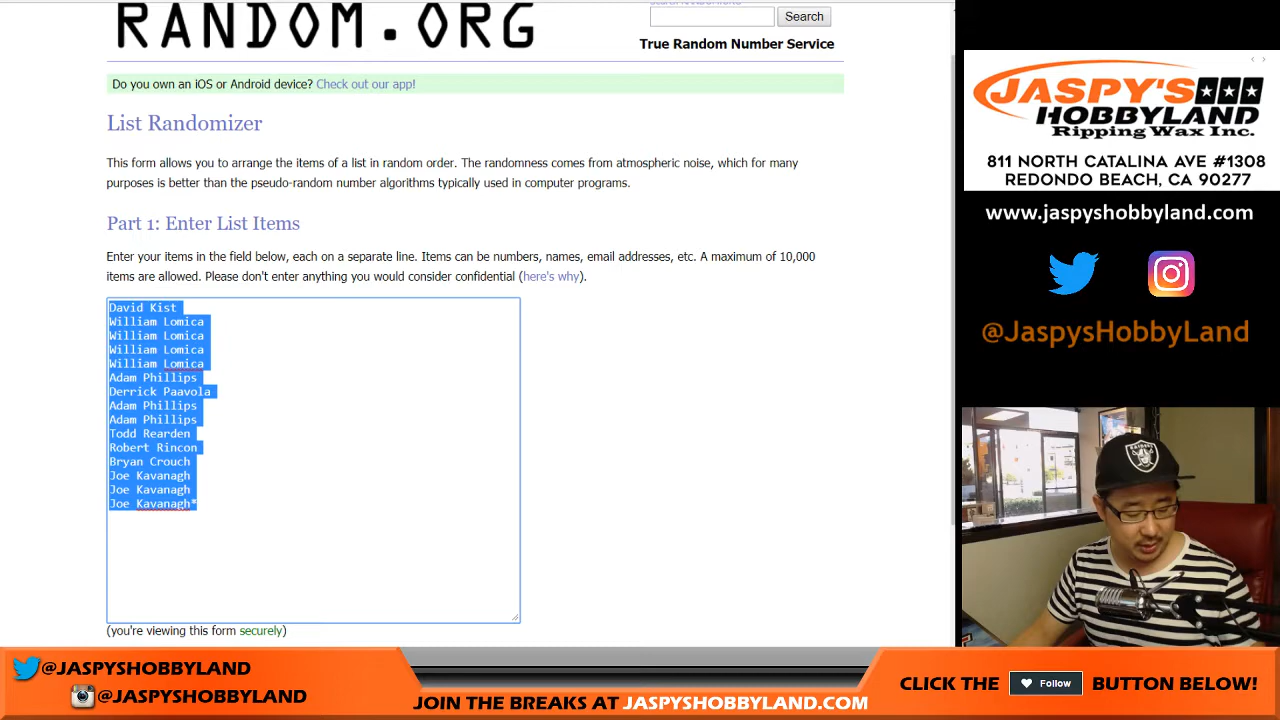 RANDOM.ORG
Search
True Random Number Service
Do you own an iOS or Android device? Check out our app!
List Randomizer
This form allows you to arrange the items of a list in random order. The randomness comes from atmospheric noise, which for many
purposes is better than the pseudo-random number algorithms typically used in computer programs.
Part 1: Enter List Items
Enter your items in the field below, each on a separate line. Items can be numbers, names, email addresses, etc. A maximum of 10,000
items are allowed. Please don't enter anything you would consider confidential (here's why).
David Kist
William Lomica
William Lomica
William Lomica
William Lomica
Adam Phillips
Derrick Paavola
Adam Phillips
Adam Phillips
Todd Rearden
Robert Rincon
Bryan Crouch
Joe Kavanagh
Joe Kavanagh
Joe Kavanagh*
(you're viewing this form securely)
JASPY'S
HOBBYLAND
Ripping Wax Inc.
811 NORTH CATALINA AVE #1308
REDONDO BEACH, CA 90277
www.jaspyshobbyland.com
@JaspysHobbyLand
@JASPYSHOBBYLAND
@JASPYSHOBBYLAND
JOIN THE BREAKS AT JASPYSHOBBYLAND.COM
CLICK THE Follow BUTTON BELOW!